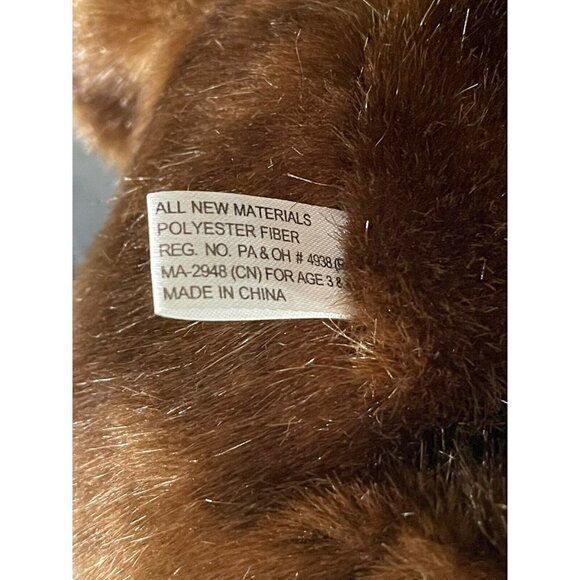 ALL NEW MATERIALS
POLYESTER FIBER
REG. NO. PA & OH # 4938 (
MA-2948 (CN) FOR AGE 3 &
MADE IN CHINA